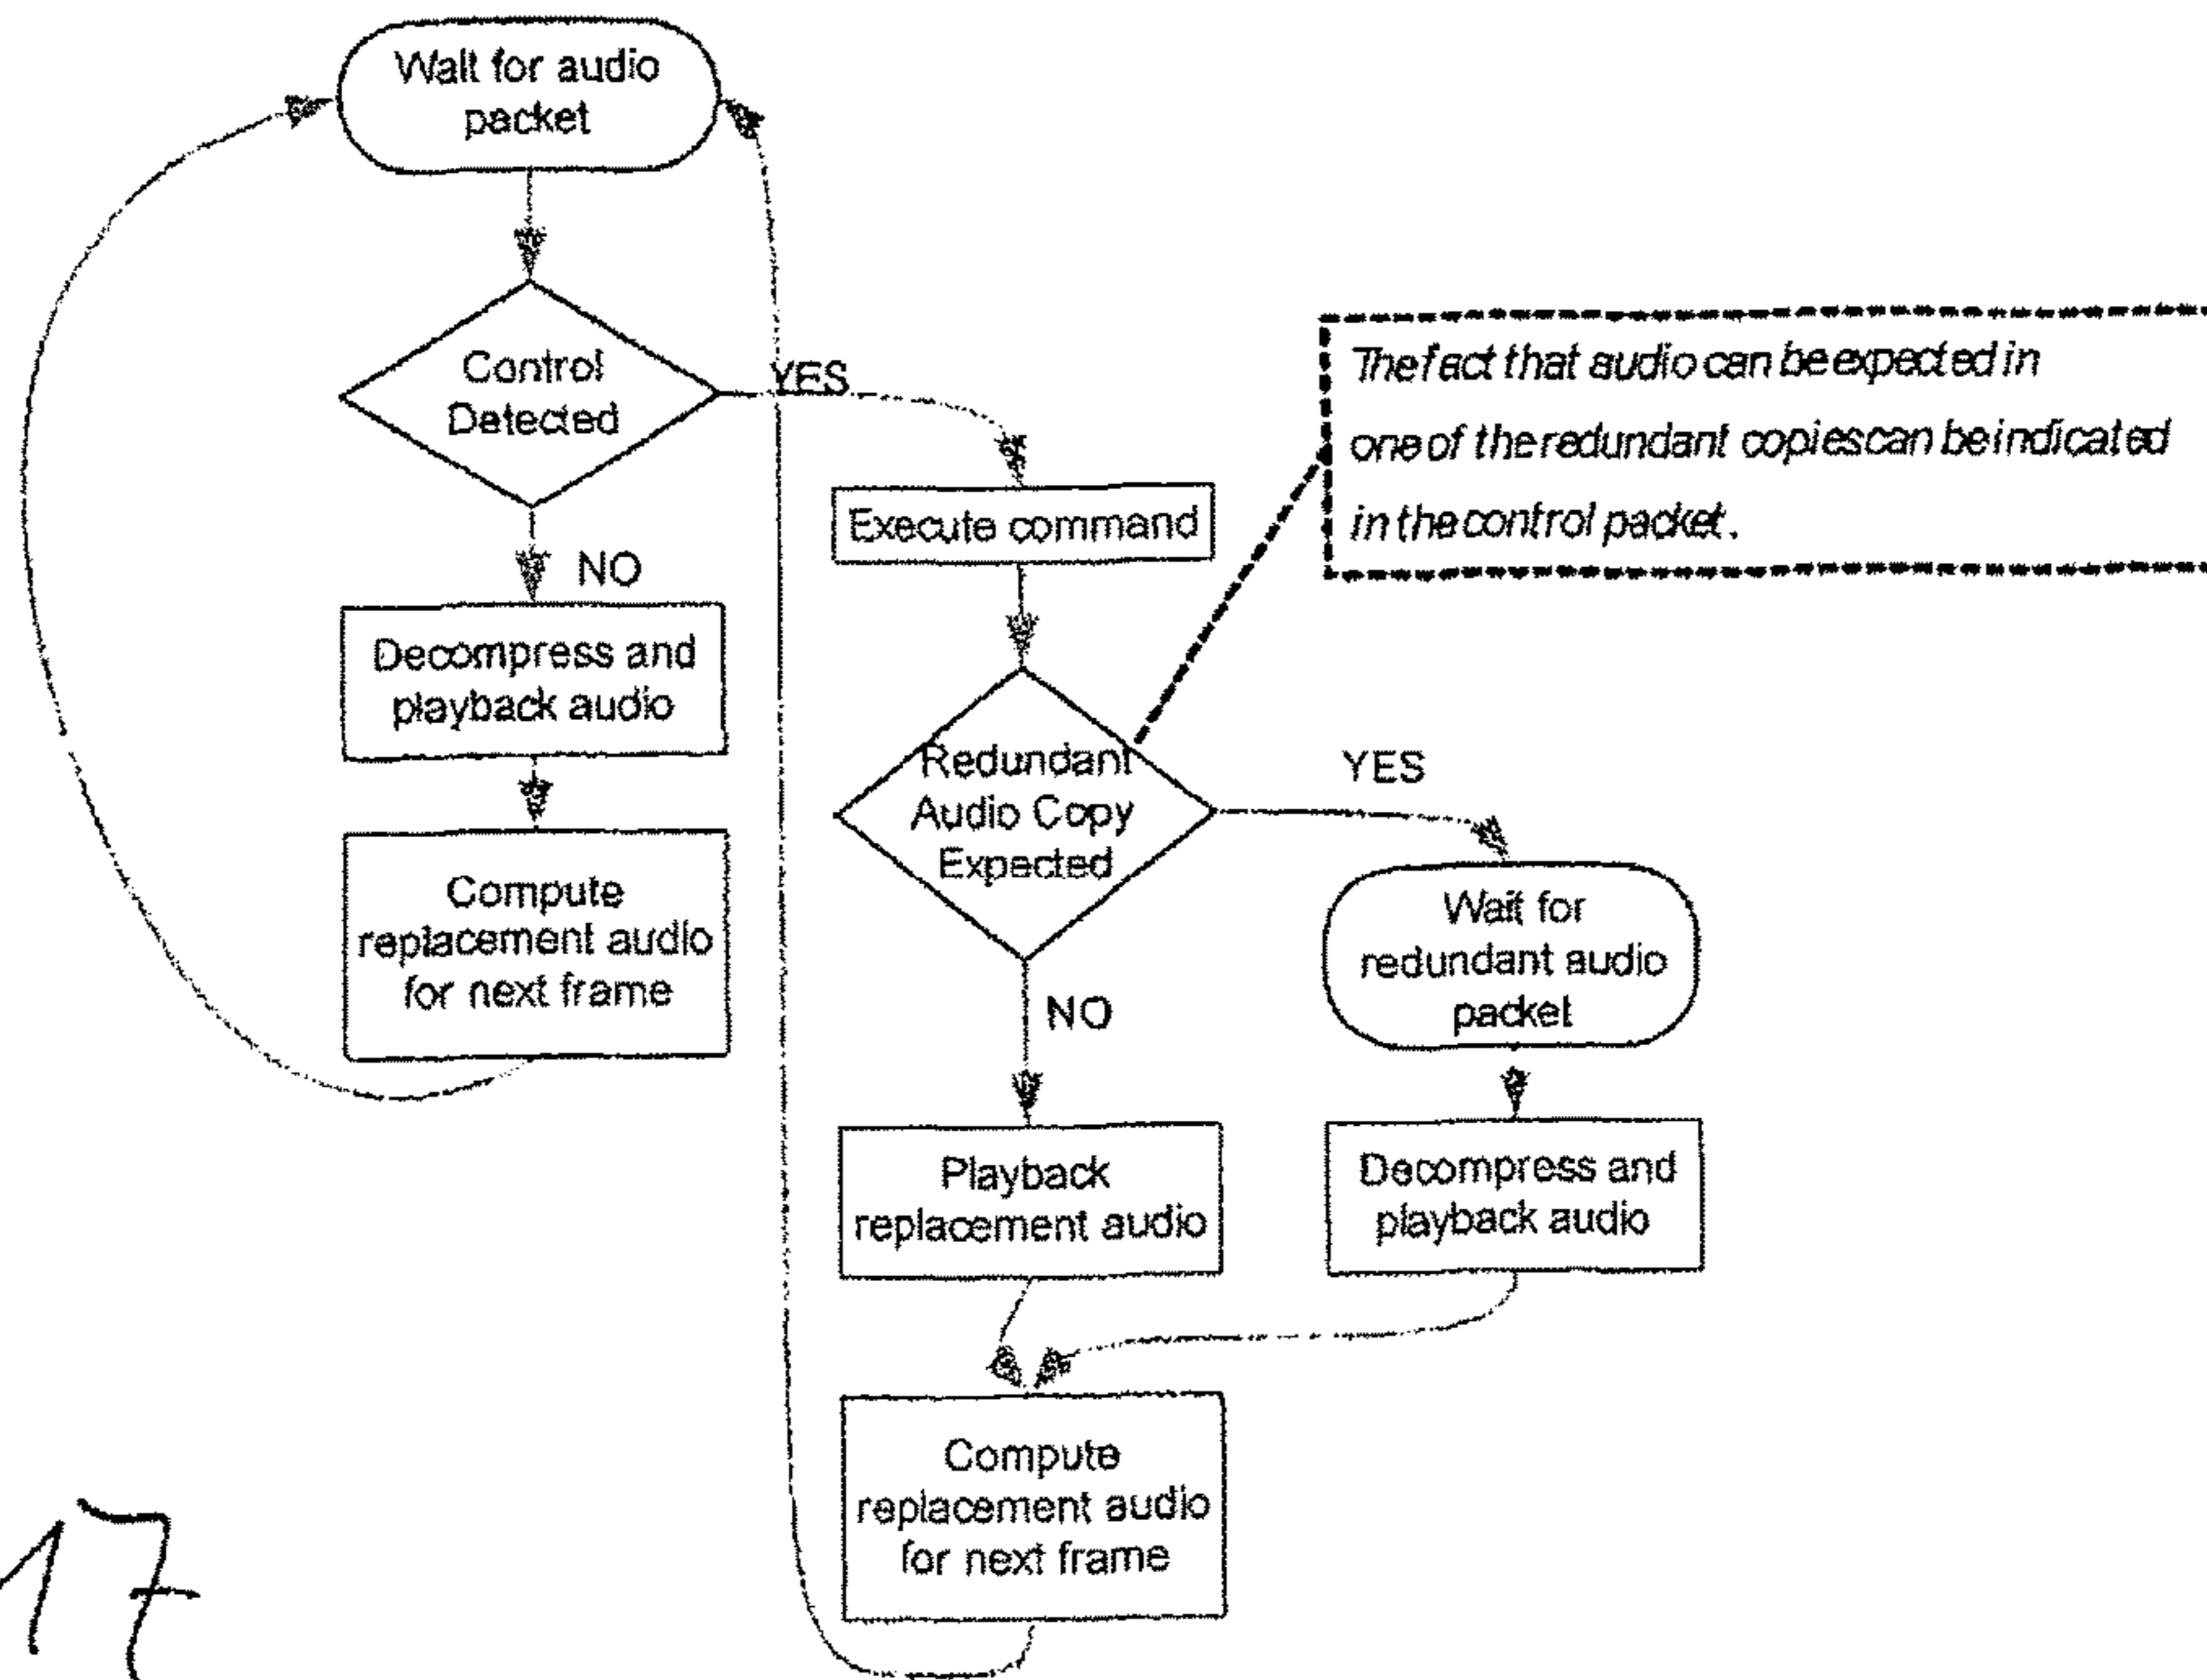 Wait for audio
packet
Control
Detected
YES
NO
Execute command
The fact that audio can be expected in
one of the redundant copies can be indicated
in the control packet.
Decompress and
playback audio
Compute
replacement audio
for next frame
Redundant
Audio Copy
Expected
YES
NO
Wait for
redundant audio
packet
Playback
replacement audio
Decompress and
playback audio
Compute
replacement audio
for next frame
17